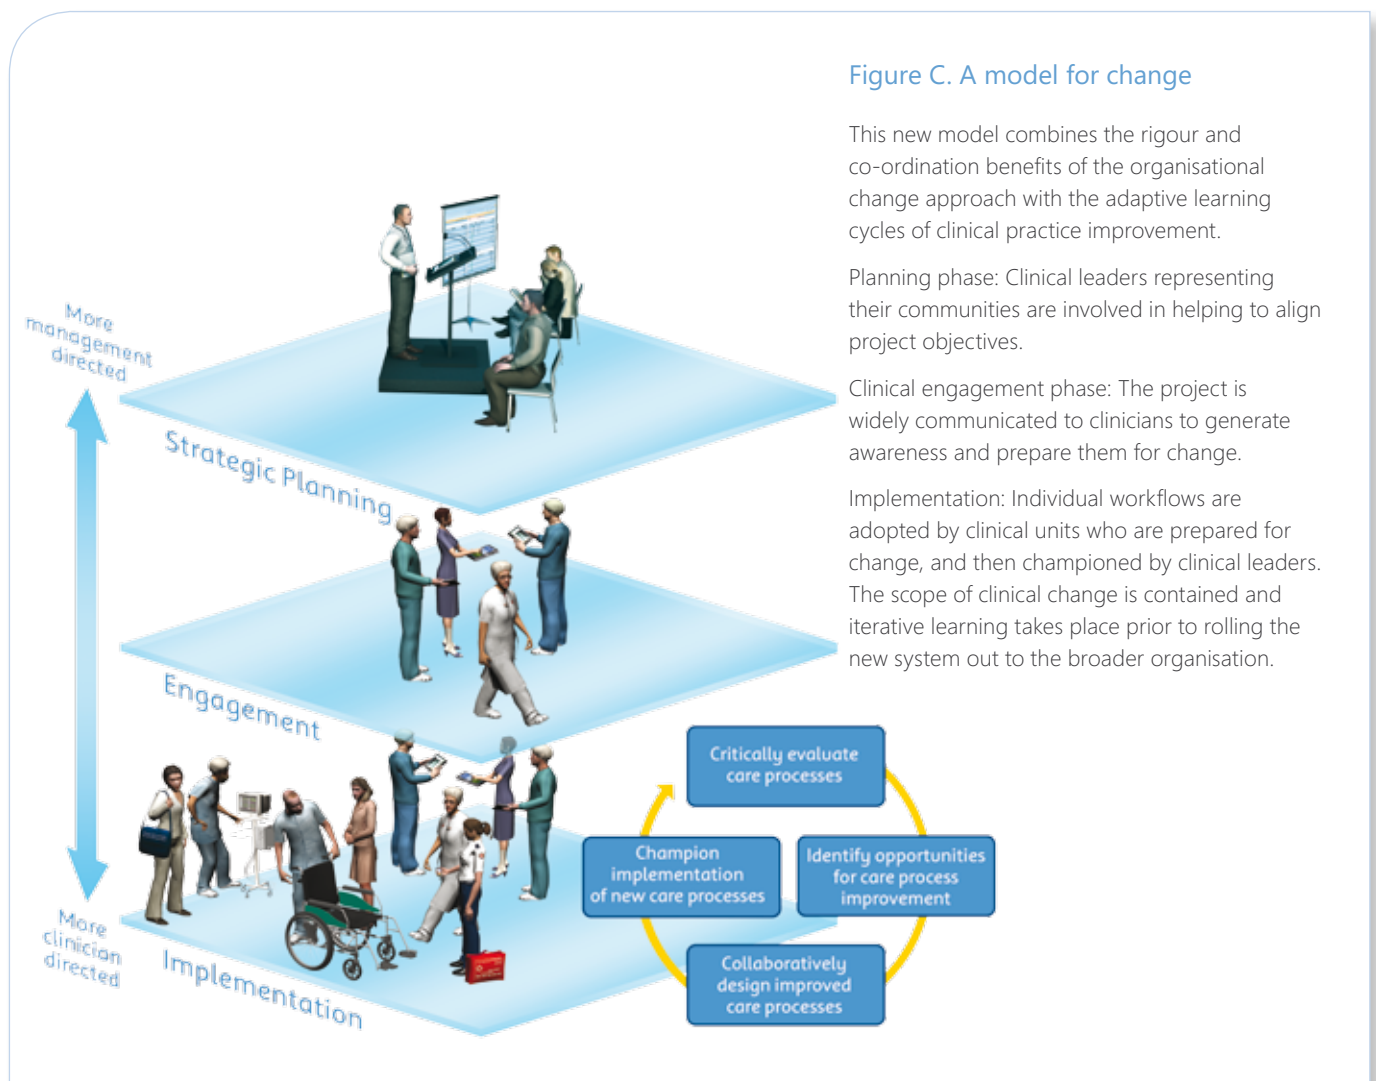 Figure C. A model for change
This new model combines the rigour and
co-ordination benefits of the organisational
change approach with the adaptive learning
cycles of clinical practice improvement.
Planning phase: Clinical leaders representing
their communities are involved in helping to align
project objectives.
Clinical engagement phase: The project is
widely communicated to clinicians to generate
awareness and prepare them for change.
Implementation: Individual workflows are
adopted by clinical units who are prepared for
change, and then championed by clinical leaders.
The scope of clinical change is contained and
iterative learning takes place prior to rolling the
new system out to the broader organisation.
More
management
directed
Strategic Planning
Engagement
More
clinician
directed
Implementation
Critically evaluate
care processes
Identify opportunities
for care process
improvement
Collaboratively
design improved
care processes
Champion
implementation
of new care processes